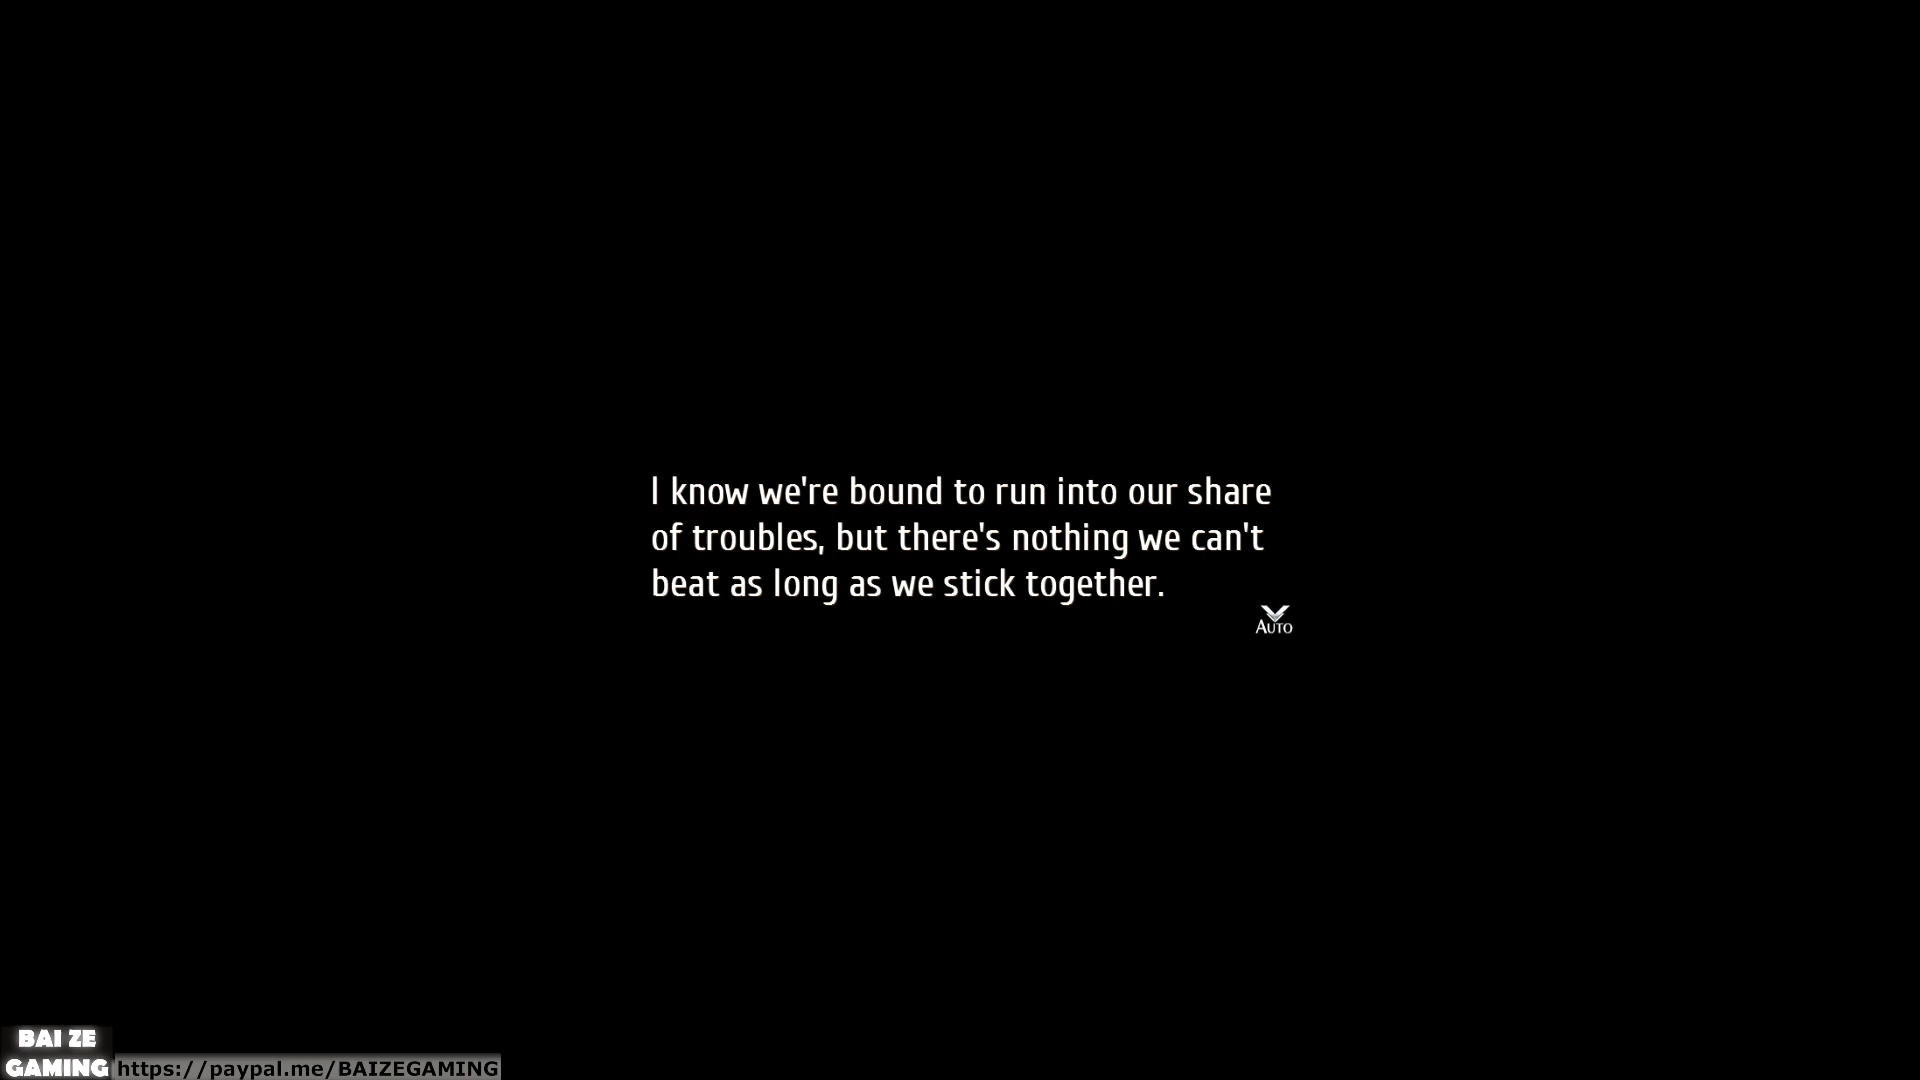 I know we're bound to run into our share
of troubles, but there's nothing we can't
beat as long as we stick together.
AUTO
BAI ZE
GAMING
https://paypal.me/BAIZEGAMING